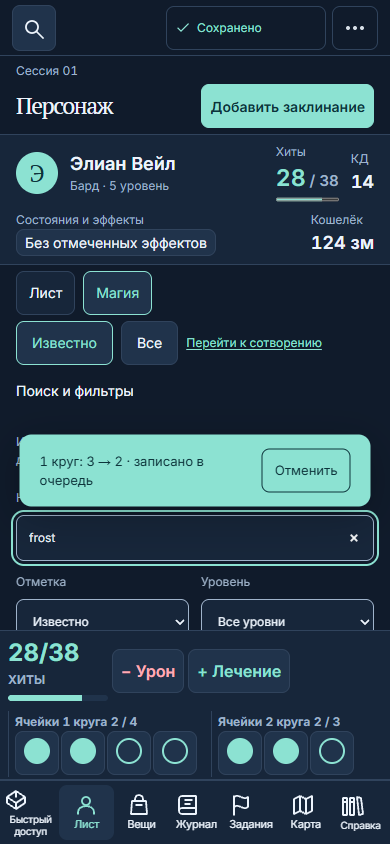 Сохранено
Сессия 01
Персонаж
Добавить заклинание
Э
Элиан Вейл
Бард · 5 уровень
Хиты
28 / 38
КД
14
Состояния и эффекты
Без отмеченных эффектов
Кошелёк
124 зм
Лист
Магия
Известно
Все
Перейти к сотворению
Поиск и фильтры
1 круг: 3 → 2 · записано в
очередь
Отменить
frost
×
Отметка
Уровень
Известно
Все уровни
28/38
ХИТЫ
− Урон
+ Лечение
Ячейки 1 круга 2 / 4
Ячейки 2 круга 2 / 3
Быстрый
доступ
Лист
Вещи
Журнал
Задания
Карта
Справка